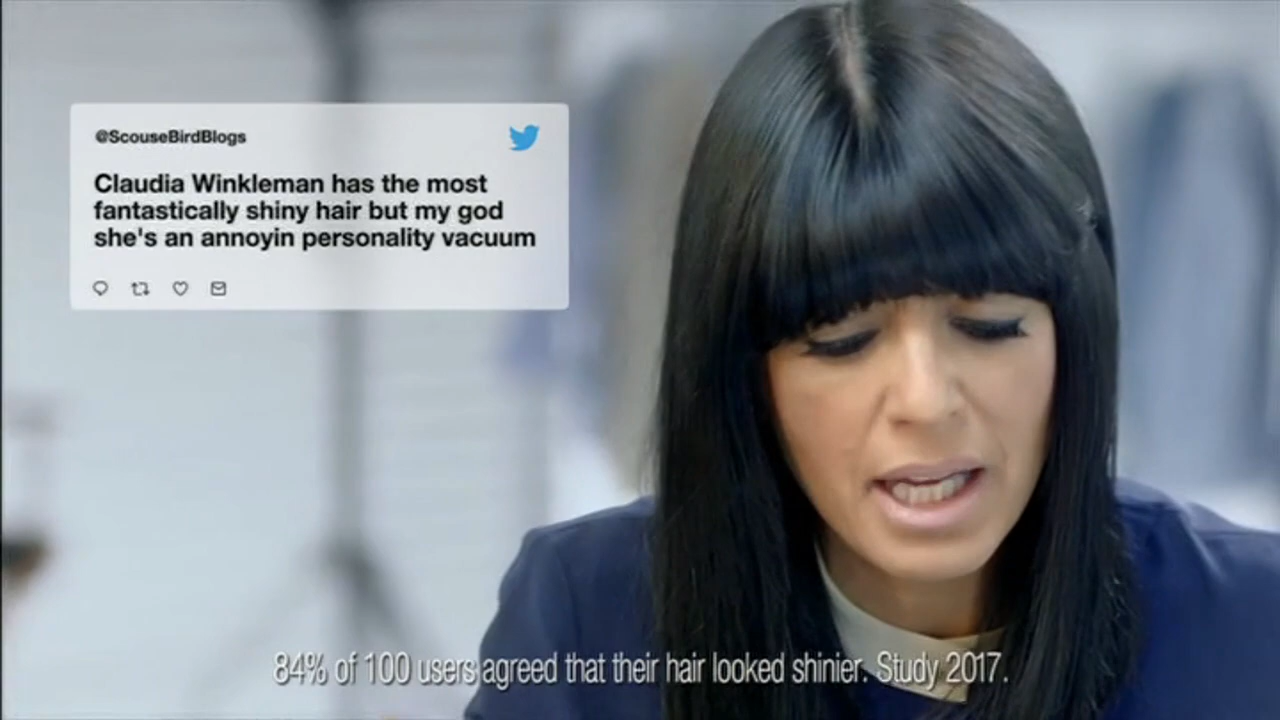 @ScouseBirdBlogs
Claudia Winkleman has the most
fantastically shiny hair but my god
she's an annoyin personality vacuum
84% of 100 users agreed that their hair looked shinier. Study 2017.